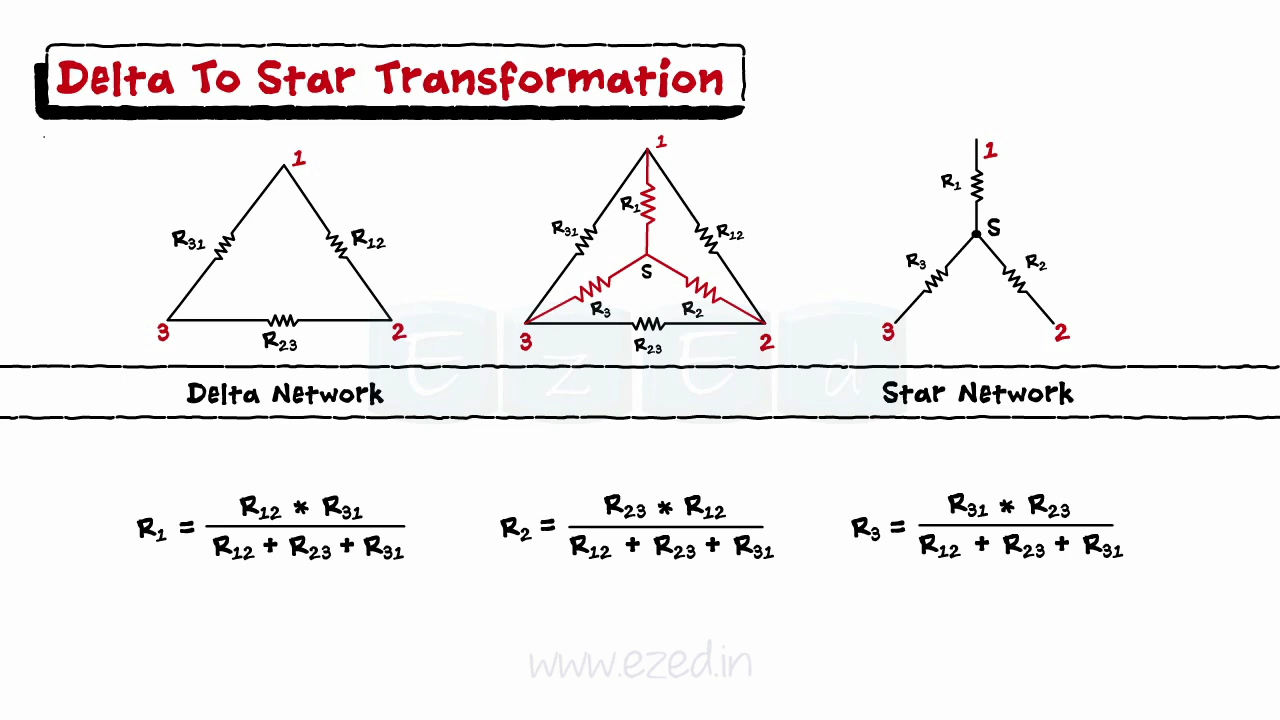 Delta To Star Transformation
1
R31
R12
3
2
R23
1
R31
R1
R12
S
R3
R2
3
2
R23
1
R1
S
R3
R2
3
2
EzEd
Delta Network
Star Network
R1 = R12 * R31 / R12 + R23 + R31
R2 = R23 * R12 / R12 + R23 + R31
R3 = R31 * R23 / R12 + R23 + R31
www.ezed.in